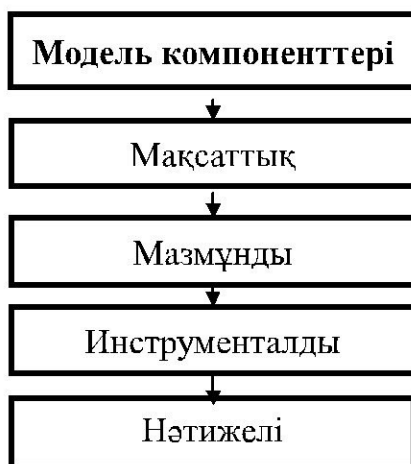 Модель компоненттері
Мақсаттық
Мазмұнды
Инструменталды
Нәтижелі